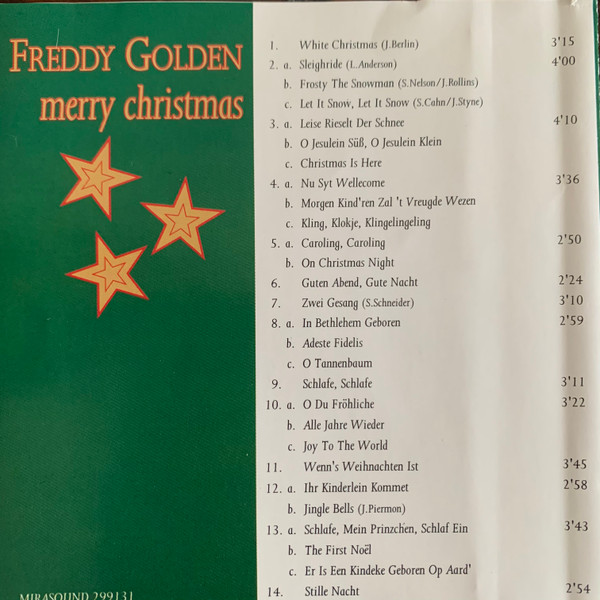 FREDDY GOLDEN
merry christmas
1. White Christmas (J.Berlin) 3'15
2. a. Sleighride (L.Anderson) 4'00
b. Frosty The Snowman (S.Nelson/J.Rollins)
c. Let It Snow, Let It Snow (S.Cahn/J.Styne)
3. a. Leise Rieselt Der Schnee 4'10
b. O Jesulein Süß, O Jesulein Klein
c. Christmas Is Here
4. a. Nu Syt Wellecome 3'36
b. Morgen Kind'ren Zal 't Vreugde Wezen
c. Kling, Klokje, Klingelingeling
5. a. Caroling, Caroling 2'50
b. On Christmas Night
6. Guten Abend, Gute Nacht 2'24
7. Zwei Gesang (S.Schneider) 3'10
8. a. In Bethlehem Geboren 2'59
b. Adeste Fidelis
c. O Tannenbaum
9. Schlafe, Schlafe 3'11
10. a. O Du Fröhliche 3'22
b. Alle Jahre Wieder
c. Joy To The World
11. Wenn's Weihnachten Ist 3'45
12. a. Ihr Kinderlein Kommet 2'58
b. Jingle Bells (J.Piermon)
13. a. Schlafe, Mein Prinzchen, Schlaf Ein 3'43
b. The First Noël
c. Er Is Een Kindeke Geboren Op Aard'
14. Stille Nacht 2'54
MIRASOUND 299131